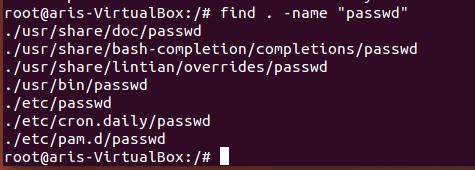 root@aris-VirtualBox:/# find . -name "passwd"
./usr/share/doc/passwd
./usr/share/bash-completion/completions/passwd
./usr/share/lintian/overrides/passwd
./usr/bin/passwd
./etc/passwd
./etc/cron.daily/passwd
./etc/pam.d/passwd
root@aris-VirtualBox:/#